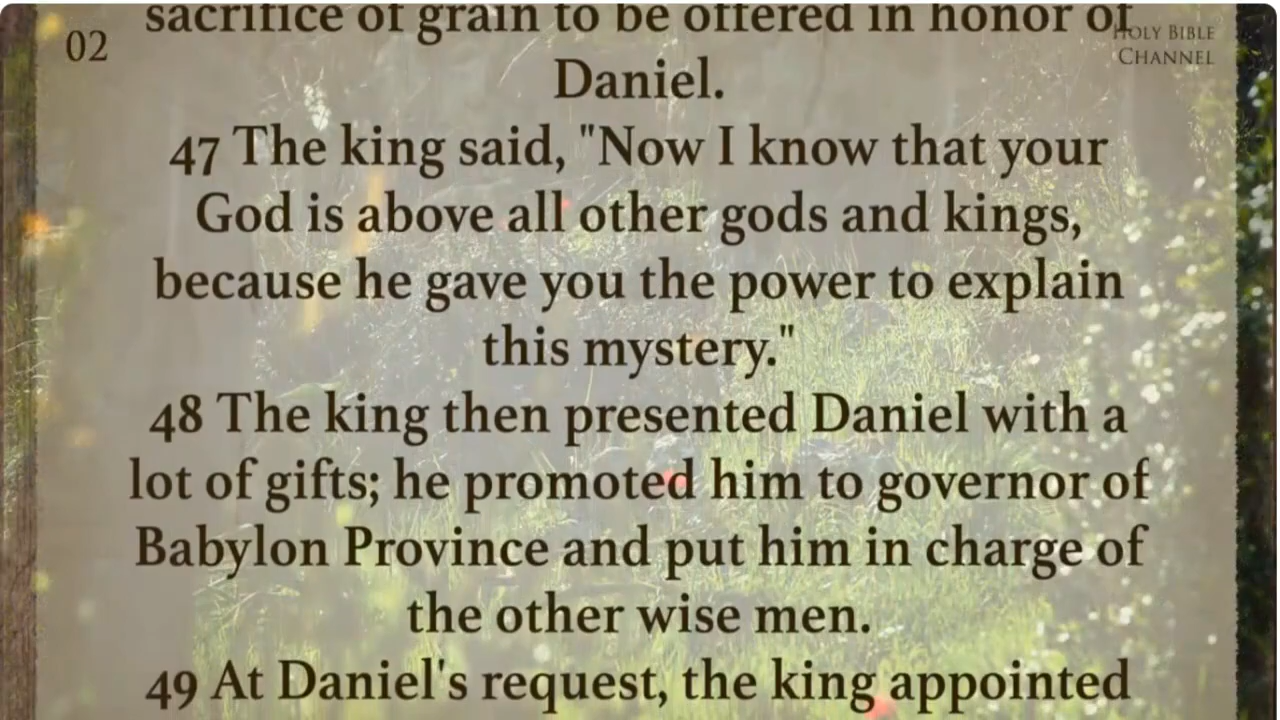 sacrifice of grain to be offered in honor of
02
HOLY BIBLE
CHANNEL
Daniel.
47 The king said, "Now I know that your
God is above all other gods and kings,
because he gave you the power to explain
this mystery."
48 The king then presented Daniel with a
lot of gifts; he promoted him to governor of
Babylon Province and put him in charge of
the other wise men.
49 At Daniel's request, the king appointed